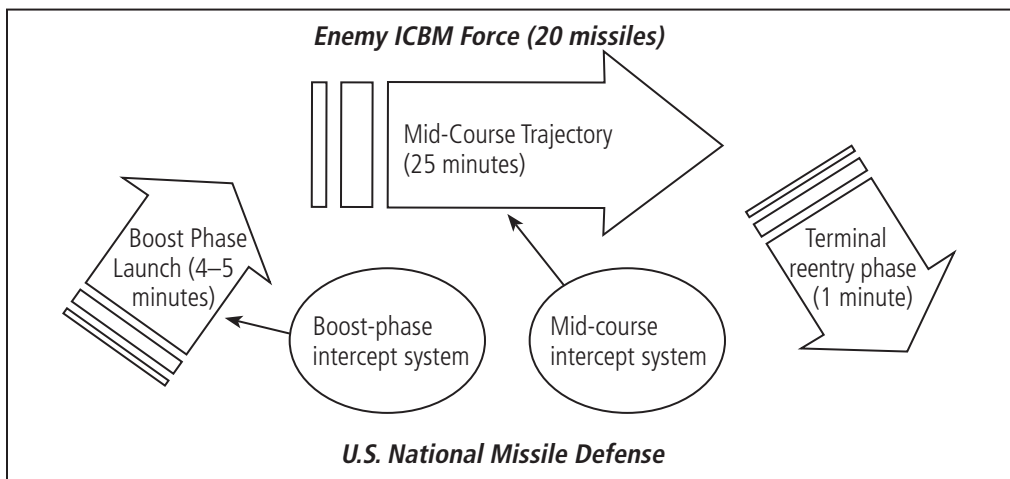 Enemy ICBM Force (20 missiles)
Mid-Course Trajectory
(25 minutes)
Boost Phase
Launch (4–5
minutes)
Terminal
reentry phase
(1 minute)
Boost-phase
intercept system
Mid-course
intercept system
U.S. National Missile Defense